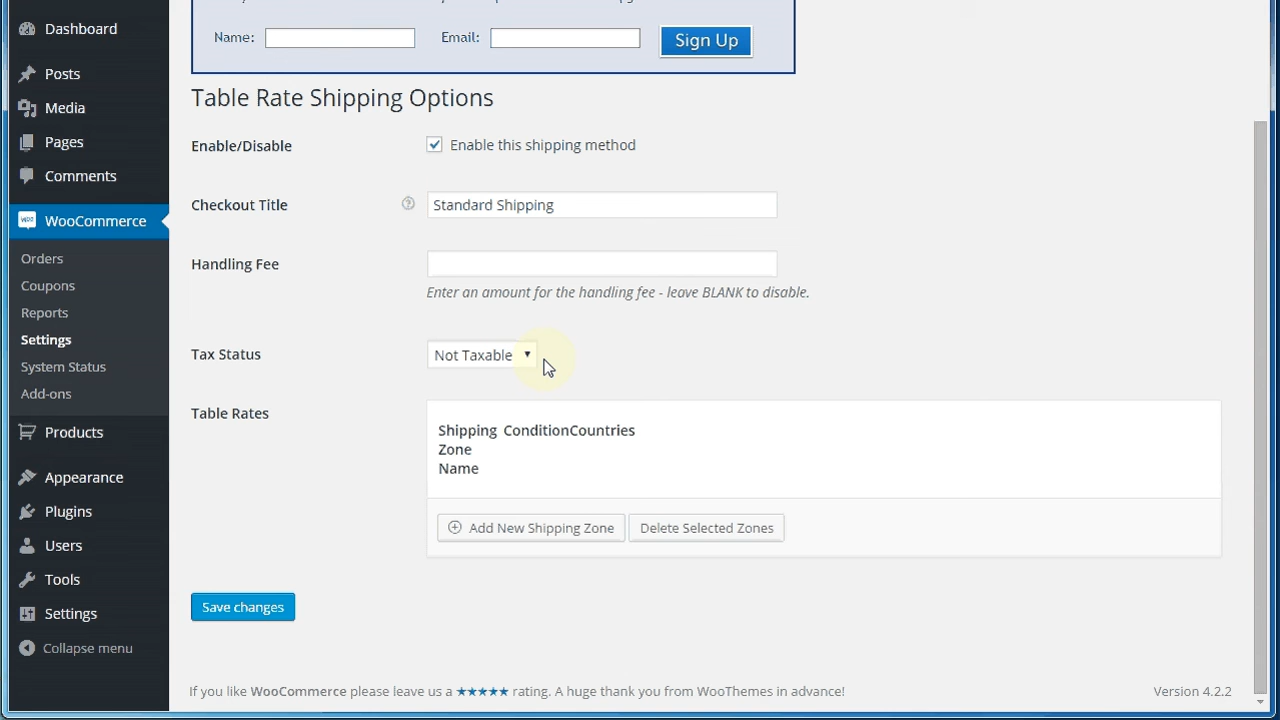 Dashboard
Name:
Email:
Sign Up
Posts
Media
Pages
Comments
WooCommerce
Orders
Coupons
Reports
Settings
System Status
Add-ons
Products
Appearance
Plugins
Users
Tools
Settings
Collapse menu
Table Rate Shipping Options
Enable/Disable
Enable this shipping method
Checkout Title
Standard Shipping
Handling Fee
Enter an amount for the handling fee - leave BLANK to disable.
Tax Status
Not Taxable
Table Rates
Shipping ConditionCountries
Zone
Name
Add New Shipping Zone
Delete Selected Zones
Save changes
If you like WooCommerce please leave us a ★★★★★ rating. A huge thank you from WooThemes in advance!
Version 4.2.2